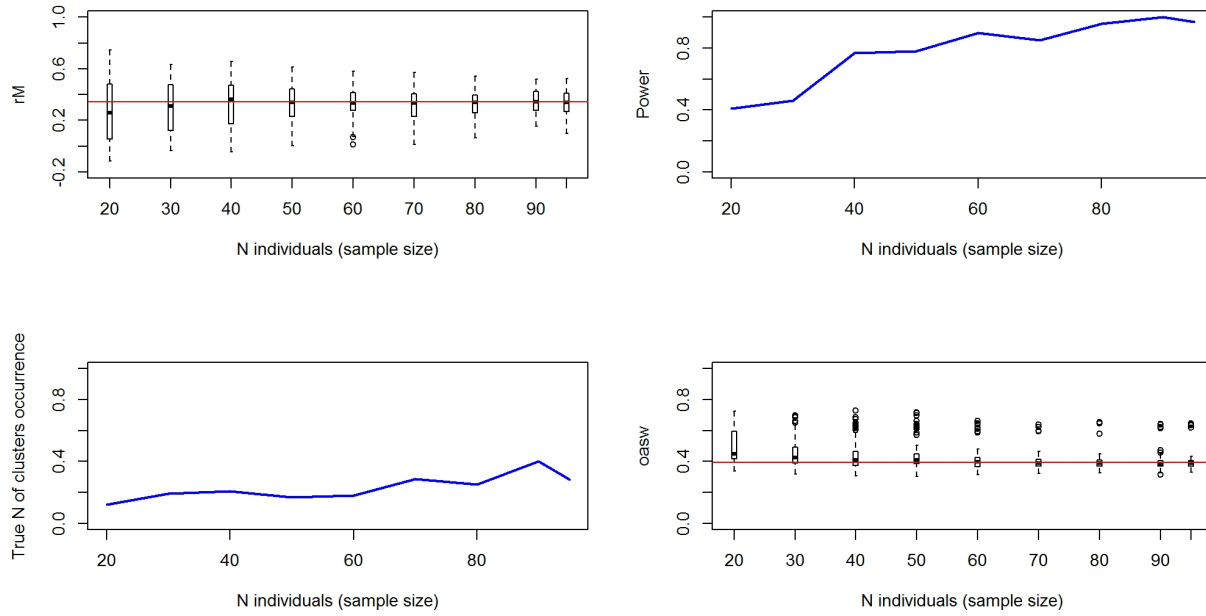 rM
1.0
0.6
0.2
-0.2
20 30 40 50 60 70 80 90
N individuals (sample size)
Power
0.8
0.4
0.0
20 40 60 80
N individuals (sample size)
True N of clusters occurrence
0.8
0.4
0.0
20 40 60 80
N individuals (sample size)
oasw
0.8
0.4
0.0
20 30 40 50 60 70 80 90
N individuals (sample size)